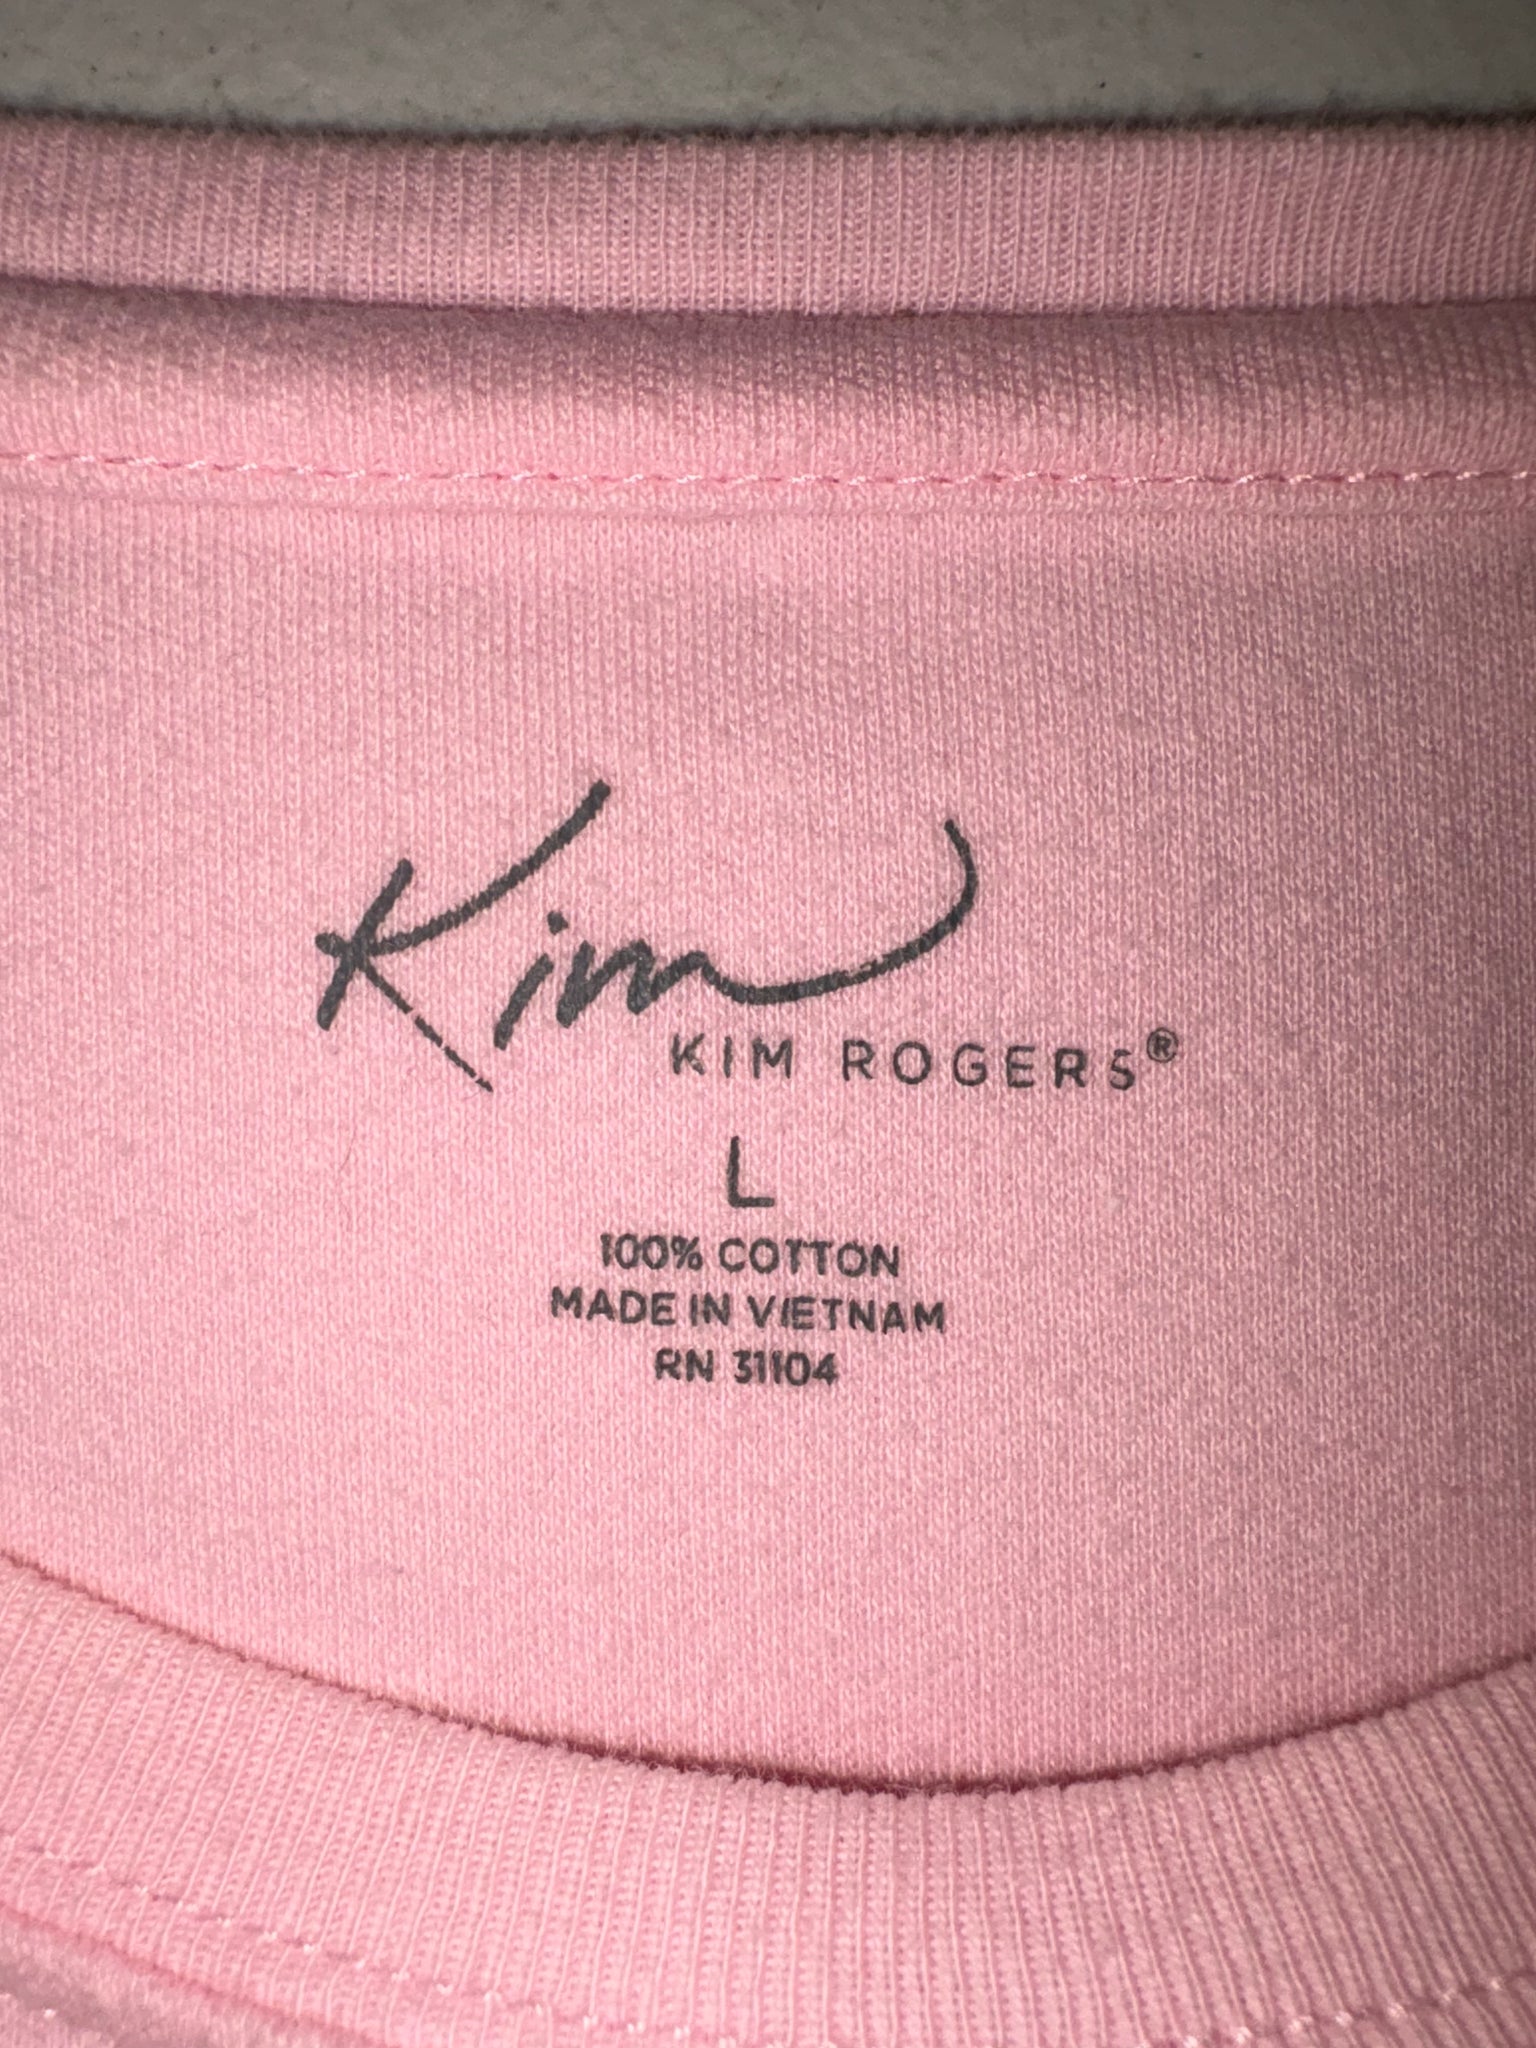 Kim
KIM ROGERS®
L
100% COTTON
MADE IN VIETNAM
RN 31104